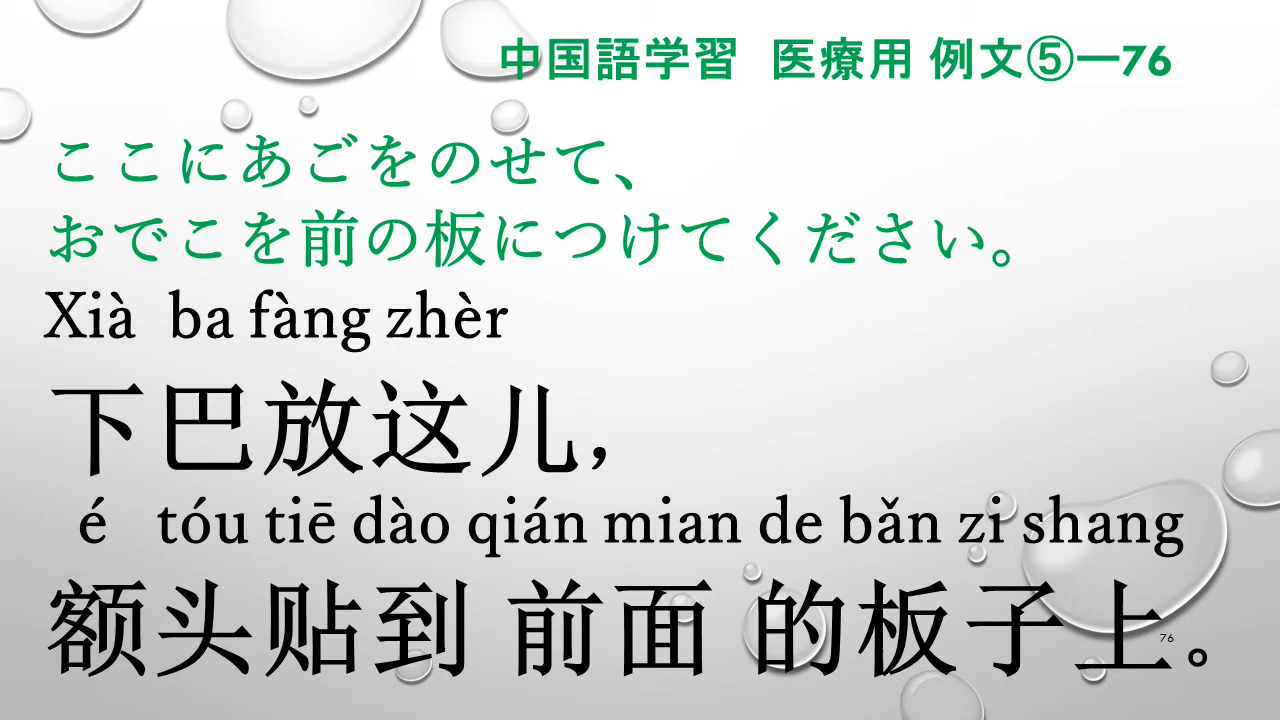 中国語学習 医療用 例文⑤—76
ここにあごをのせて、
おでこを前の板につけてください。
Xià ba fàng zhèr
下巴放这儿，
é tóu tiē dào qián mian de bǎn zi shang
额头贴到 前面 的板子上。
76